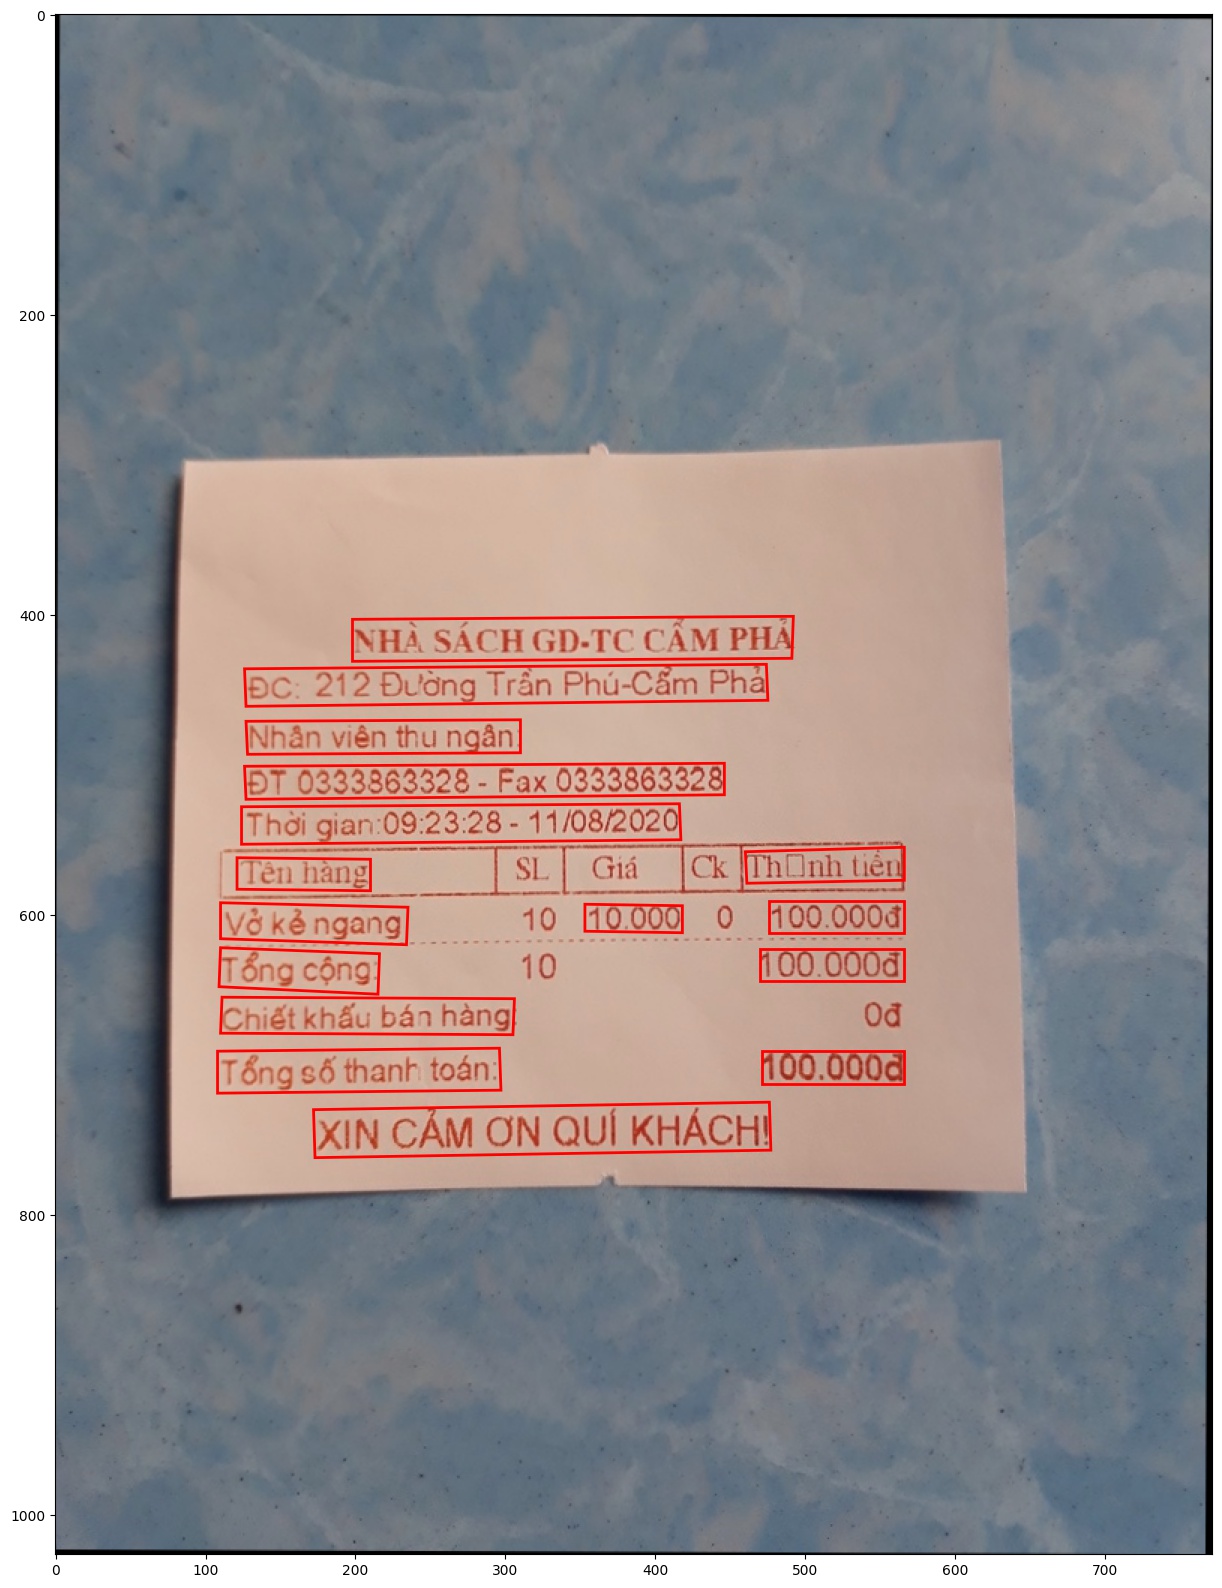 NHÀ SÁCH GD-TC CẨM PHẢ
ĐC: 212 Đường Trần Phú-Cẩm Phả
Nhân viên thu ngân:
ĐT 0333863328 - Fax 0333863328
Thời gian:09:23:28 - 11/08/2020
Tên hàng SL Giá Ck Th□nh tiền
Vở kẻ ngang 10 10.000 0 100.000đ
Tổng cộng: 10 100.000đ
Chiết khấu bán hàng: 0đ
Tổng số thanh toán: 100.000đ
XIN CẢM ƠN QUÍ KHÁCH!
0
200
400
600
800
1000
0 100 200 300 400 500 600 700